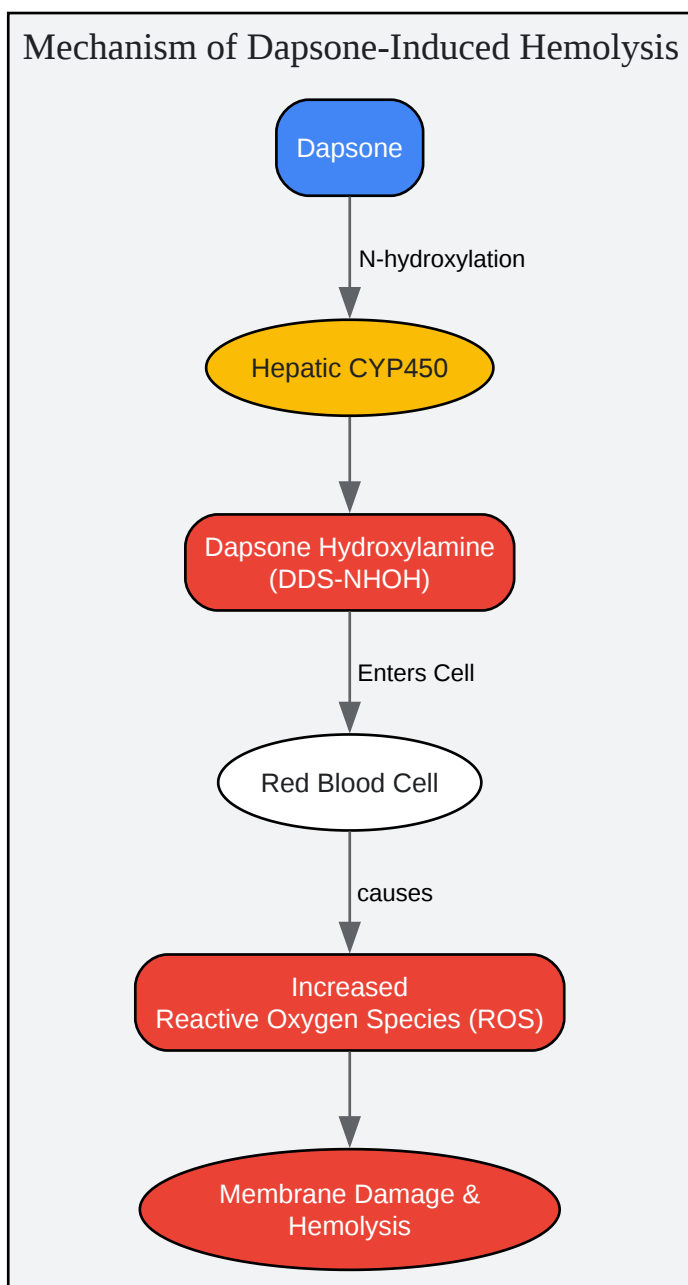 Mechanism of Dapsone-Induced Hemolysis
Dapsone
N-hydroxylation
Hepatic CYP450
Dapsone Hydroxylamine
(DDS-NHOH)
Enters Cell
Red Blood Cell
causes
Increased
Reactive Oxygen Species (ROS)
Membrane Damage &
Hemolysis